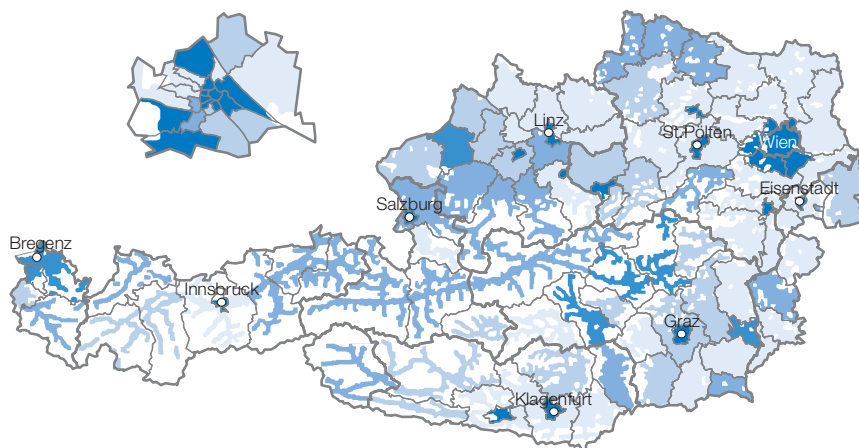 Linz
St.Pölten
Wien
Eisenstadt
Salzburg
Bregenz
Innsbruck
Graz
Klagenfurt